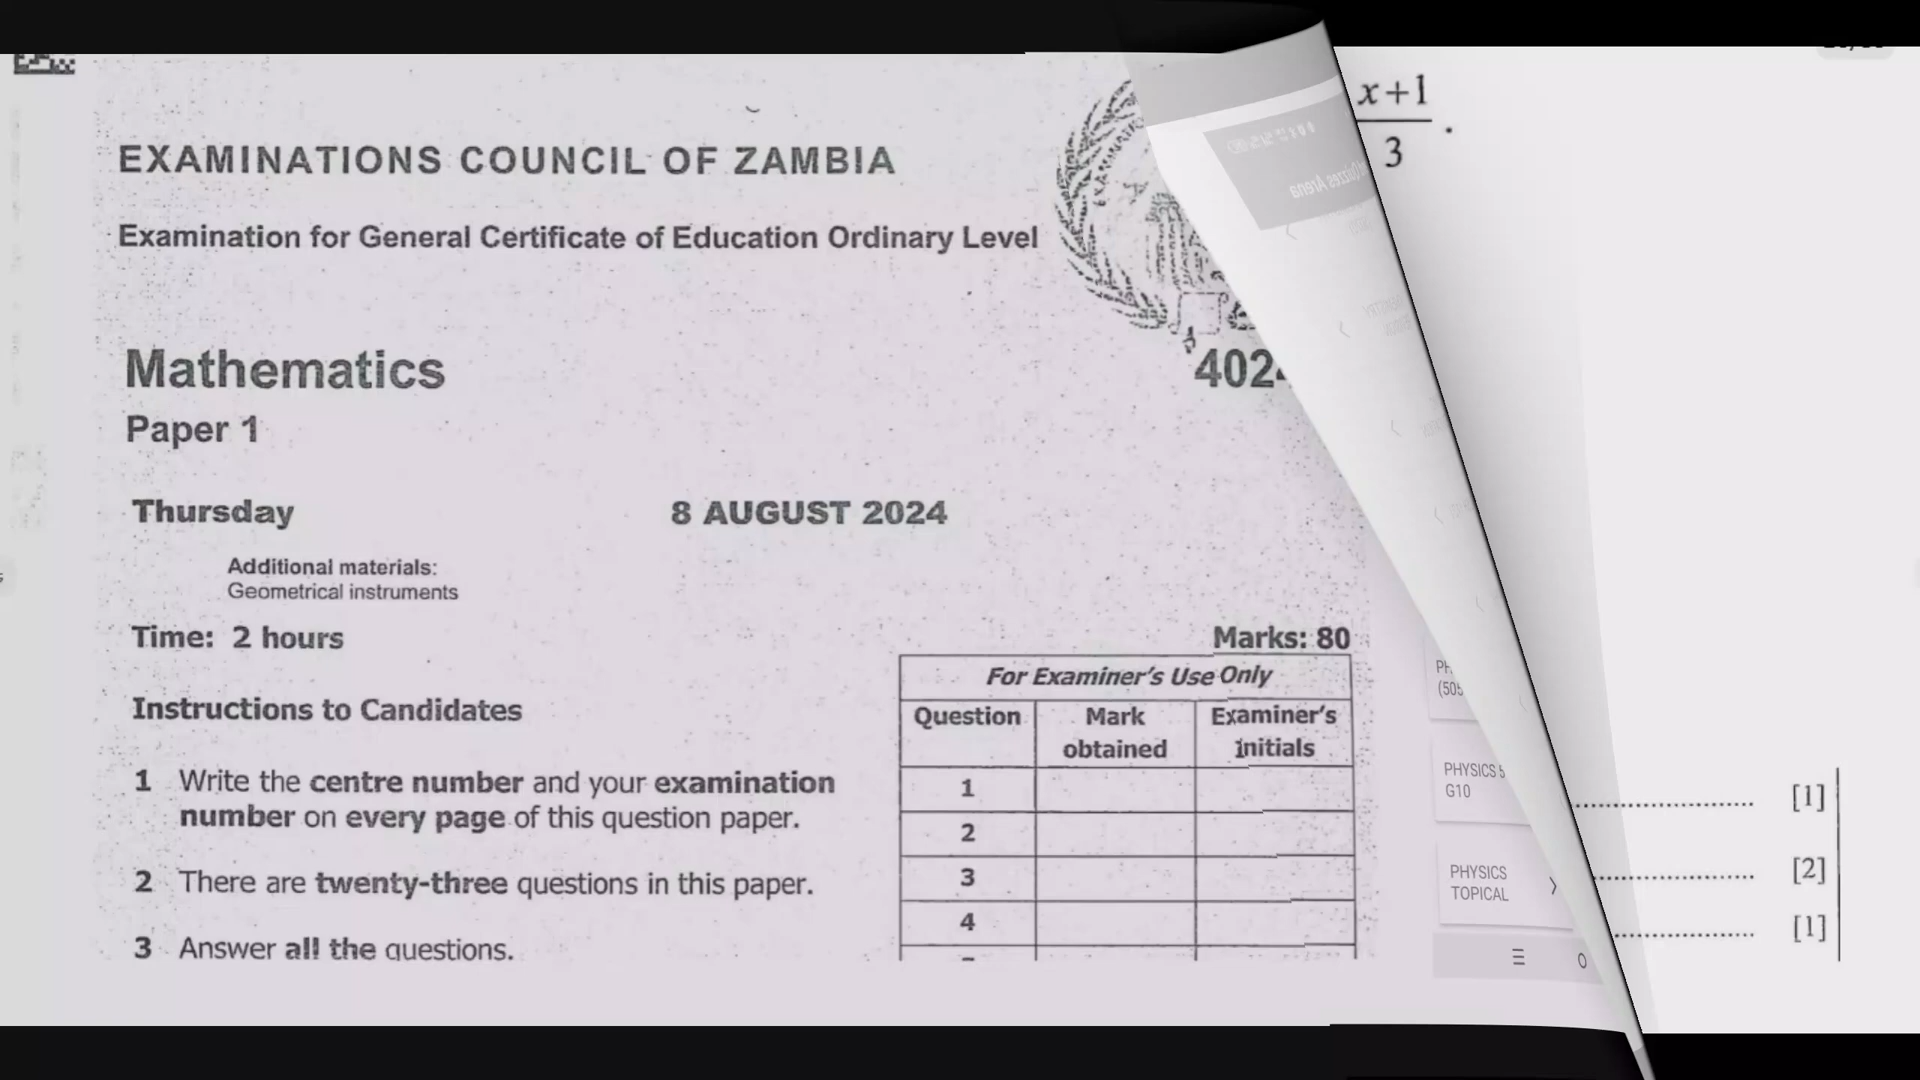 EXAMINATIONS COUNCIL OF ZAMBIA
Examination for General Certificate of Education Ordinary Level
Mathematics
Paper 1
Thursday 8 AUGUST 2024
Additional materials:
Geometrical instruments
Time: 2 hours
Marks: 80
Instructions to Candidates
1 Write the centre number and your examination
number on every page of this question paper.
2 There are twenty-three questions in this paper.
3 Answer all the questions.
For Examiner's Use Only
Question Mark obtained Examiner's initials
1
2
3
4
x+1
3 .
PHYSICS 5
G10
PHYSICS
TOPICAL
[1]
[2]
[1]